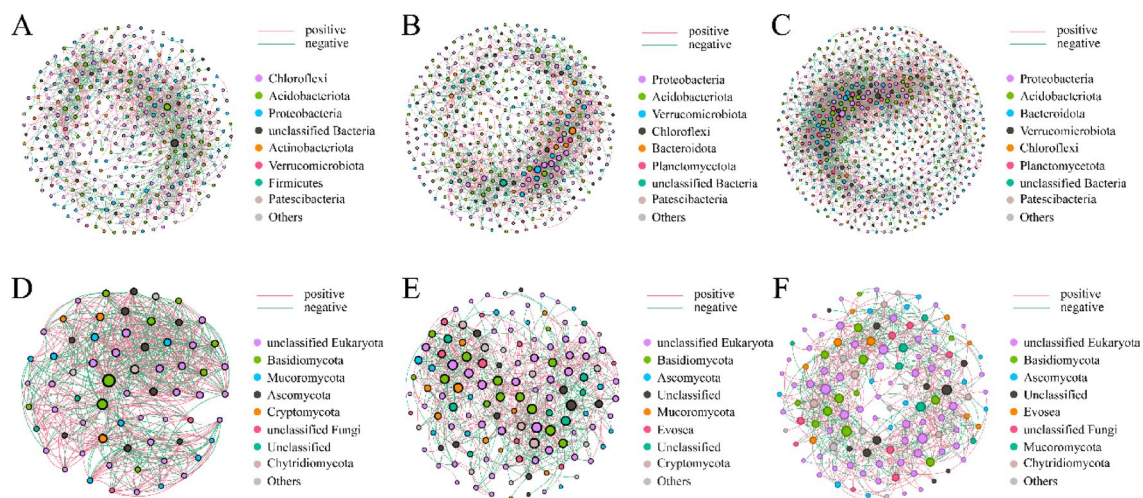 A
positive
negative
Chloroflexi
Acidobacteriota
Proteobacteria
unclassified Bacteria
Actinobacteriota
Verrucomicrobiota
Firmicutes
Patescibacteria
Others
B
positive
negative
Proteobacteria
Acidobacteriota
Verrucomicrobiota
Chloroflexi
Bacteroidota
Planctomycetota
unclassified Bacteria
Patescibacteria
Others
C
positive
negative
Proteobacteria
Acidobacteriota
Bacteroidota
Verrucomicrobiota
Chloroflexi
Planctomycetota
unclassified Bacteria
Patescibacteria
Others
D
positive
negative
unclassified Eukaryota
Basidiomycota
Mucoromycota
Ascomycota
Cryptomycota
unclassified Fungi
Unclassified
Chytridiomycota
Others
E
positive
negative
unclassified Eukaryota
Basidiomycota
Ascomycota
Unclassified
Mucoromycota
Evosea
Unclassified
Cryptomycota
Others
F
positive
negative
unclassified Eukaryota
Basidiomycota
Ascomycota
Unclassified
Evosea
unclassified Fungi
Mucoromycota
Chytridiomycota
Others